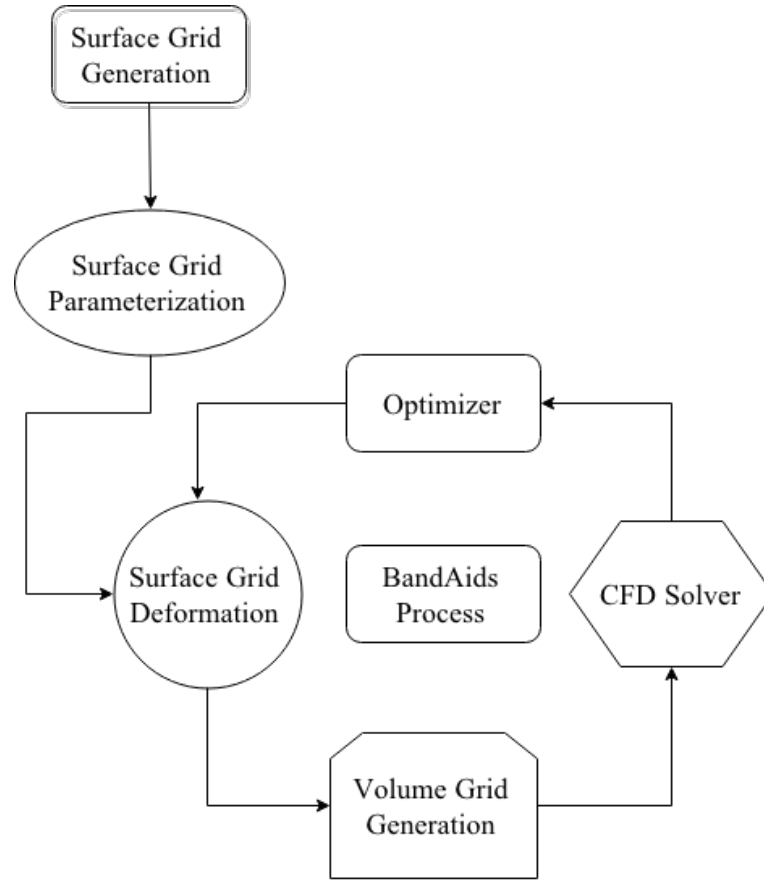 Surface Grid
Generation
Surface Grid
Parameterization
Optimizer
Surface Grid
Deformation
BandAids
Process
CFD Solver
Volume Grid
Generation